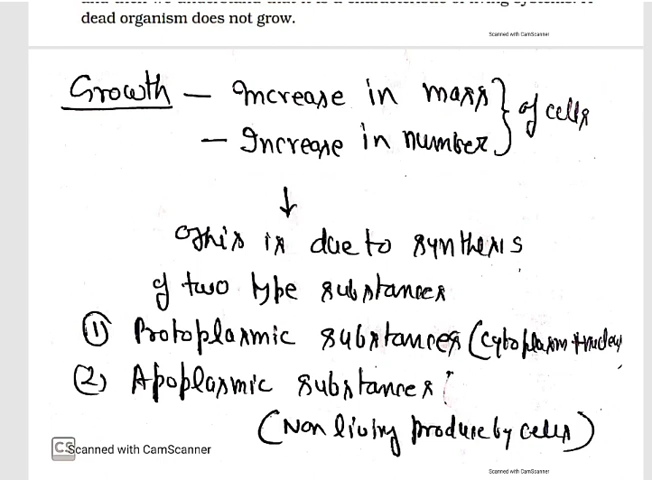 dead organism does not grow.
Scanned with CamScanner
Growth - Increase in mass } of cells
- Increase in number
↓
This is due to synthesis
of two type substances
① Protoplasmic substances (cytoplasm +
(2) Apoplasmic substances
(Non living produce by cells)
CS Scanned with CamScanner
Scanned with CamScanner